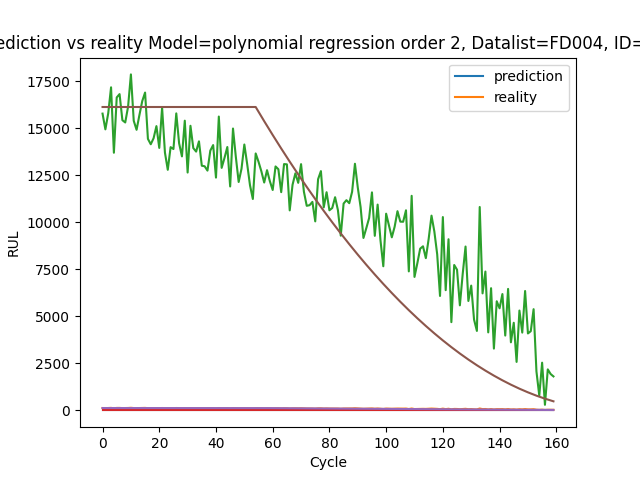 ediction vs reality Model=polynomial regression order 2, Datalist=FD004, ID=
prediction
reality
17500
15000
12500
10000
7500
5000
2500
0
RUL
0 20 40 60 80 100 120 140 160
Cycle